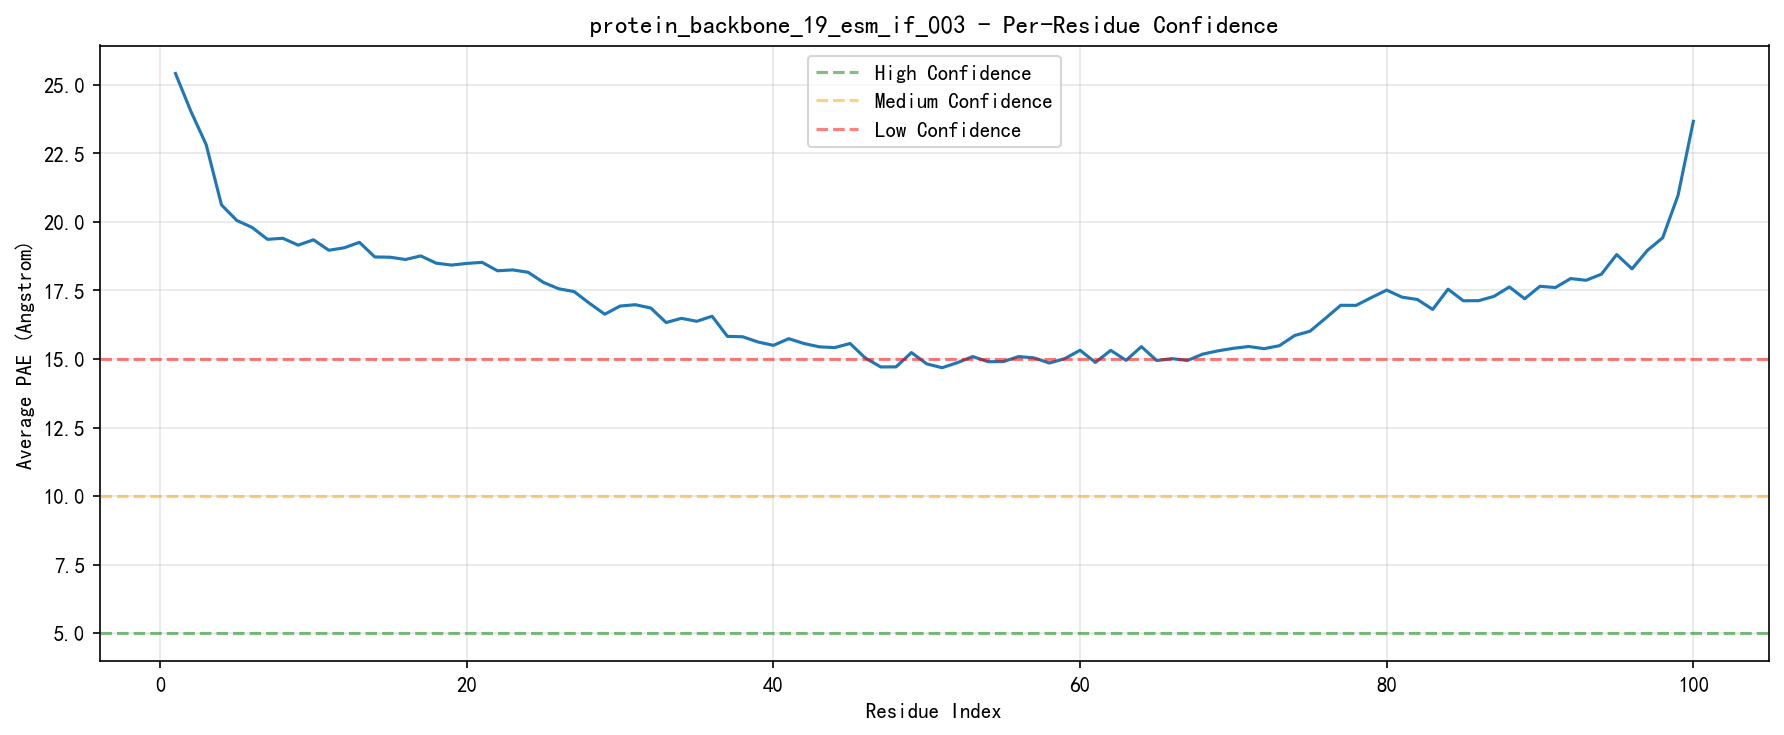 protein_backbone_19_esm_if_003 - Per-Residue Confidence
High Confidence
Medium Confidence
Low Confidence
Average PAE (Angstrom)
25.0
22.5
20.0
17.5
15.0
12.5
10.0
7.5
5.0
0 20 40 60 80 100
Residue Index